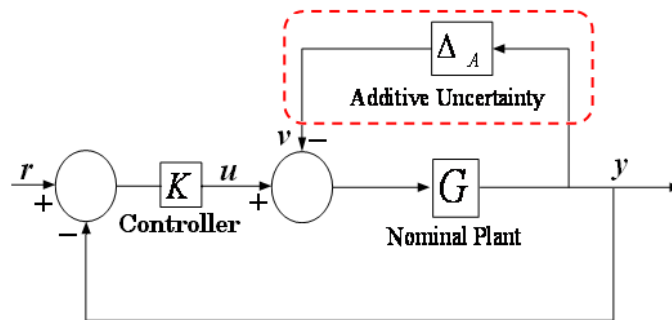 Δ A
Additive Uncertainty
v −
r
+
K
u
+
G
y
−
Controller
Nominal Plant